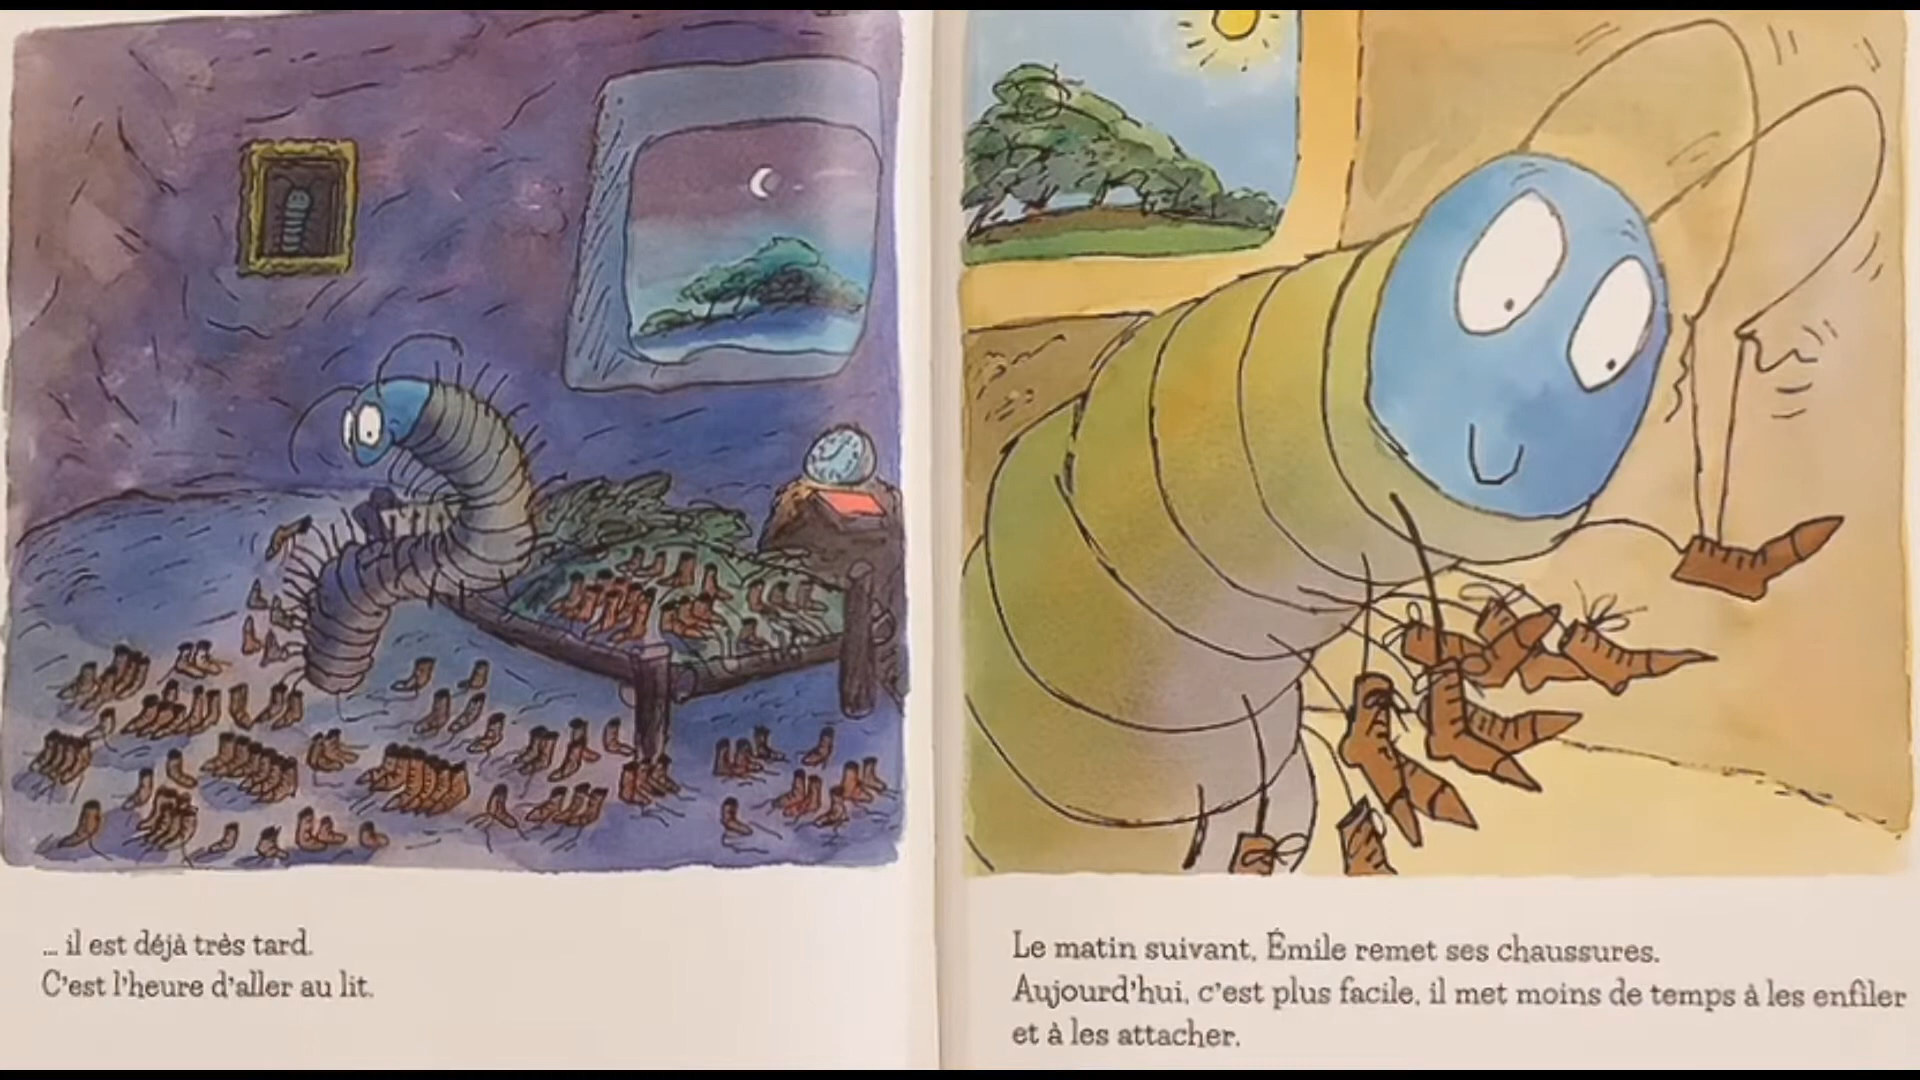 ... il est déjà très tard.
C'est l'heure d'aller au lit.
Le matin suivant, Émile remet ses chaussures.
Aujourd'hui, c'est plus facile, il met moins de temps à les enfiler
et à les attacher.